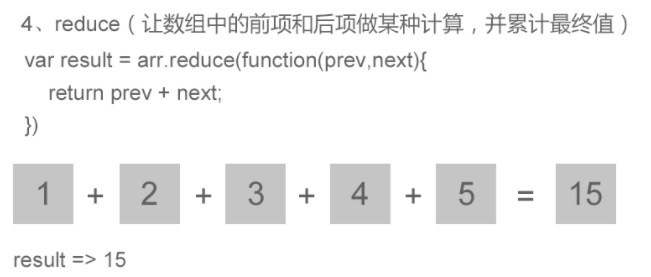 4、reduce（让数组中的前项和后项做某种计算，并累计最终值）
var result = arr.reduce(function(prev,next){
return prev + next;
})
1 + 2 + 3 + 4 + 5 = 15
result => 15